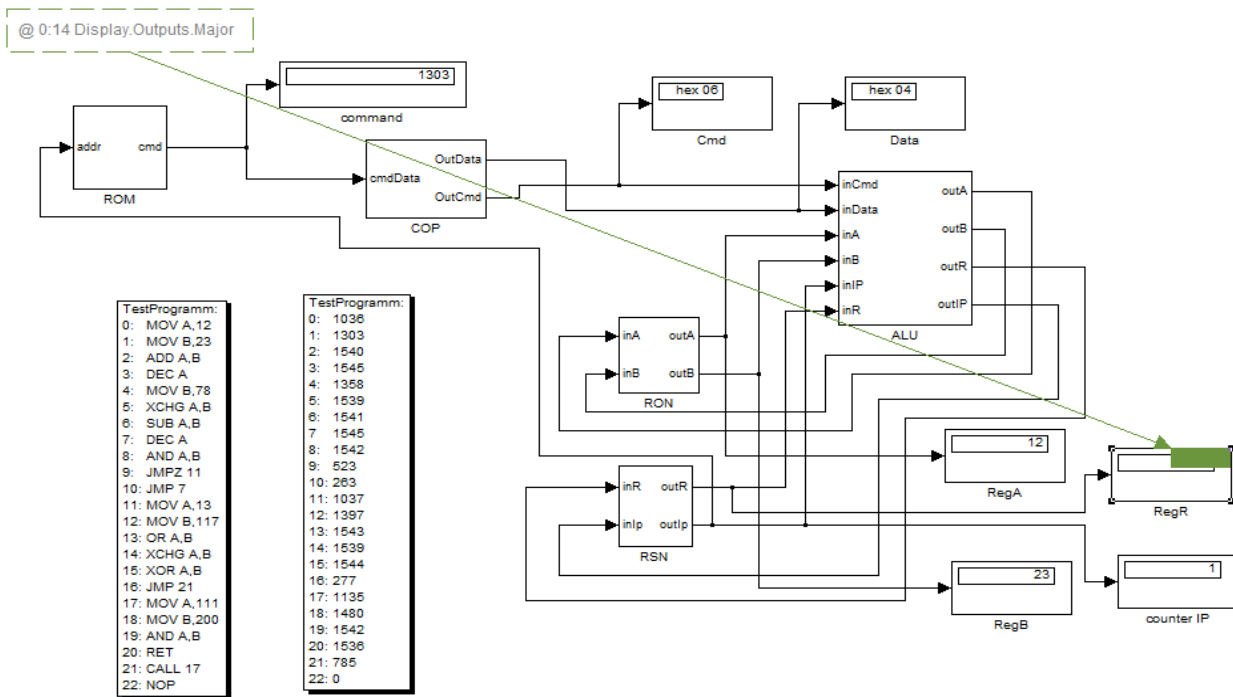 @ 0:14 Display.Outputs.Major
1303
command
hex 06
Cmd
hex 04
Data
addr
cmd
ROM
cmdData
OutData
OutCmd
COP
inCmd
inData
inA
inB
inIP
inR
outA
outB
outR
outIP
ALU
TestProgramm:
0: MOV A,12
1: MOV B,23
2: ADD A,B
3: DEC A
4: MOV B,78
5: XCHG A,B
6: SUB A,B
7: DEC A
8: AND A,B
9: JMPZ 11
10: JMP 7
11: MOV A,13
12: MOV B,117
13: OR A,B
14: XCHG A,B
15: XOR A,B
16: JMP 21
17: MOV A,111
18: MOV B,200
19: AND A,B
20: RET
21: CALL 17
22: NOP
TestProgramm:
0: 1036
1: 1303
2: 1540
3: 1545
4: 1358
5: 1539
6: 1541
7 1545
8: 1542
9: 523
10: 263
11: 1037
12: 1397
13: 1543
14: 1539
15: 1544
16: 277
17: 1135
18: 1480
19: 1542
20: 1536
21: 785
22: 0
inA
inB
outA
outB
RON
inR
inIp
outR
outIp
RSN
12
RegA
RegR
23
RegB
1
counter IP